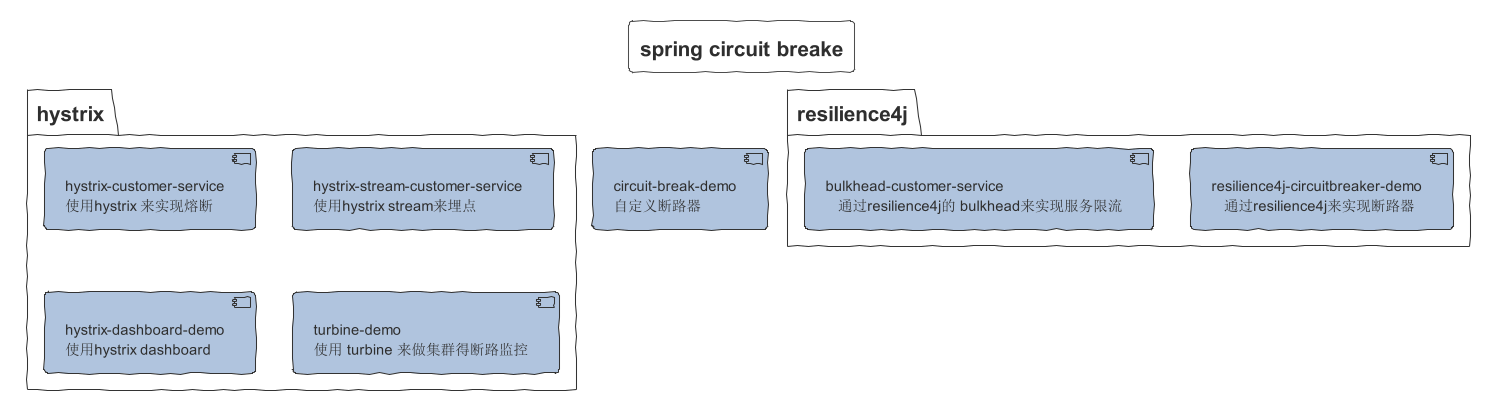 spring circuit breake
hystrix
hystrix-customer-service
使用hystrix 来实现熔断
hystrix-stream-customer-service
使用hystrix stream来埋点
hystrix-dashboard-demo
使用hystrix dashboard
turbine-demo
使用 turbine 来做集群得断路监控
circuit-break-demo
自定义断路器
resilience4j
bulkhead-customer-service
通过resilience4j的 bulkhead来实现服务限流
resilience4j-circuitbreaker-demo
通过resilience4j来实现断路器